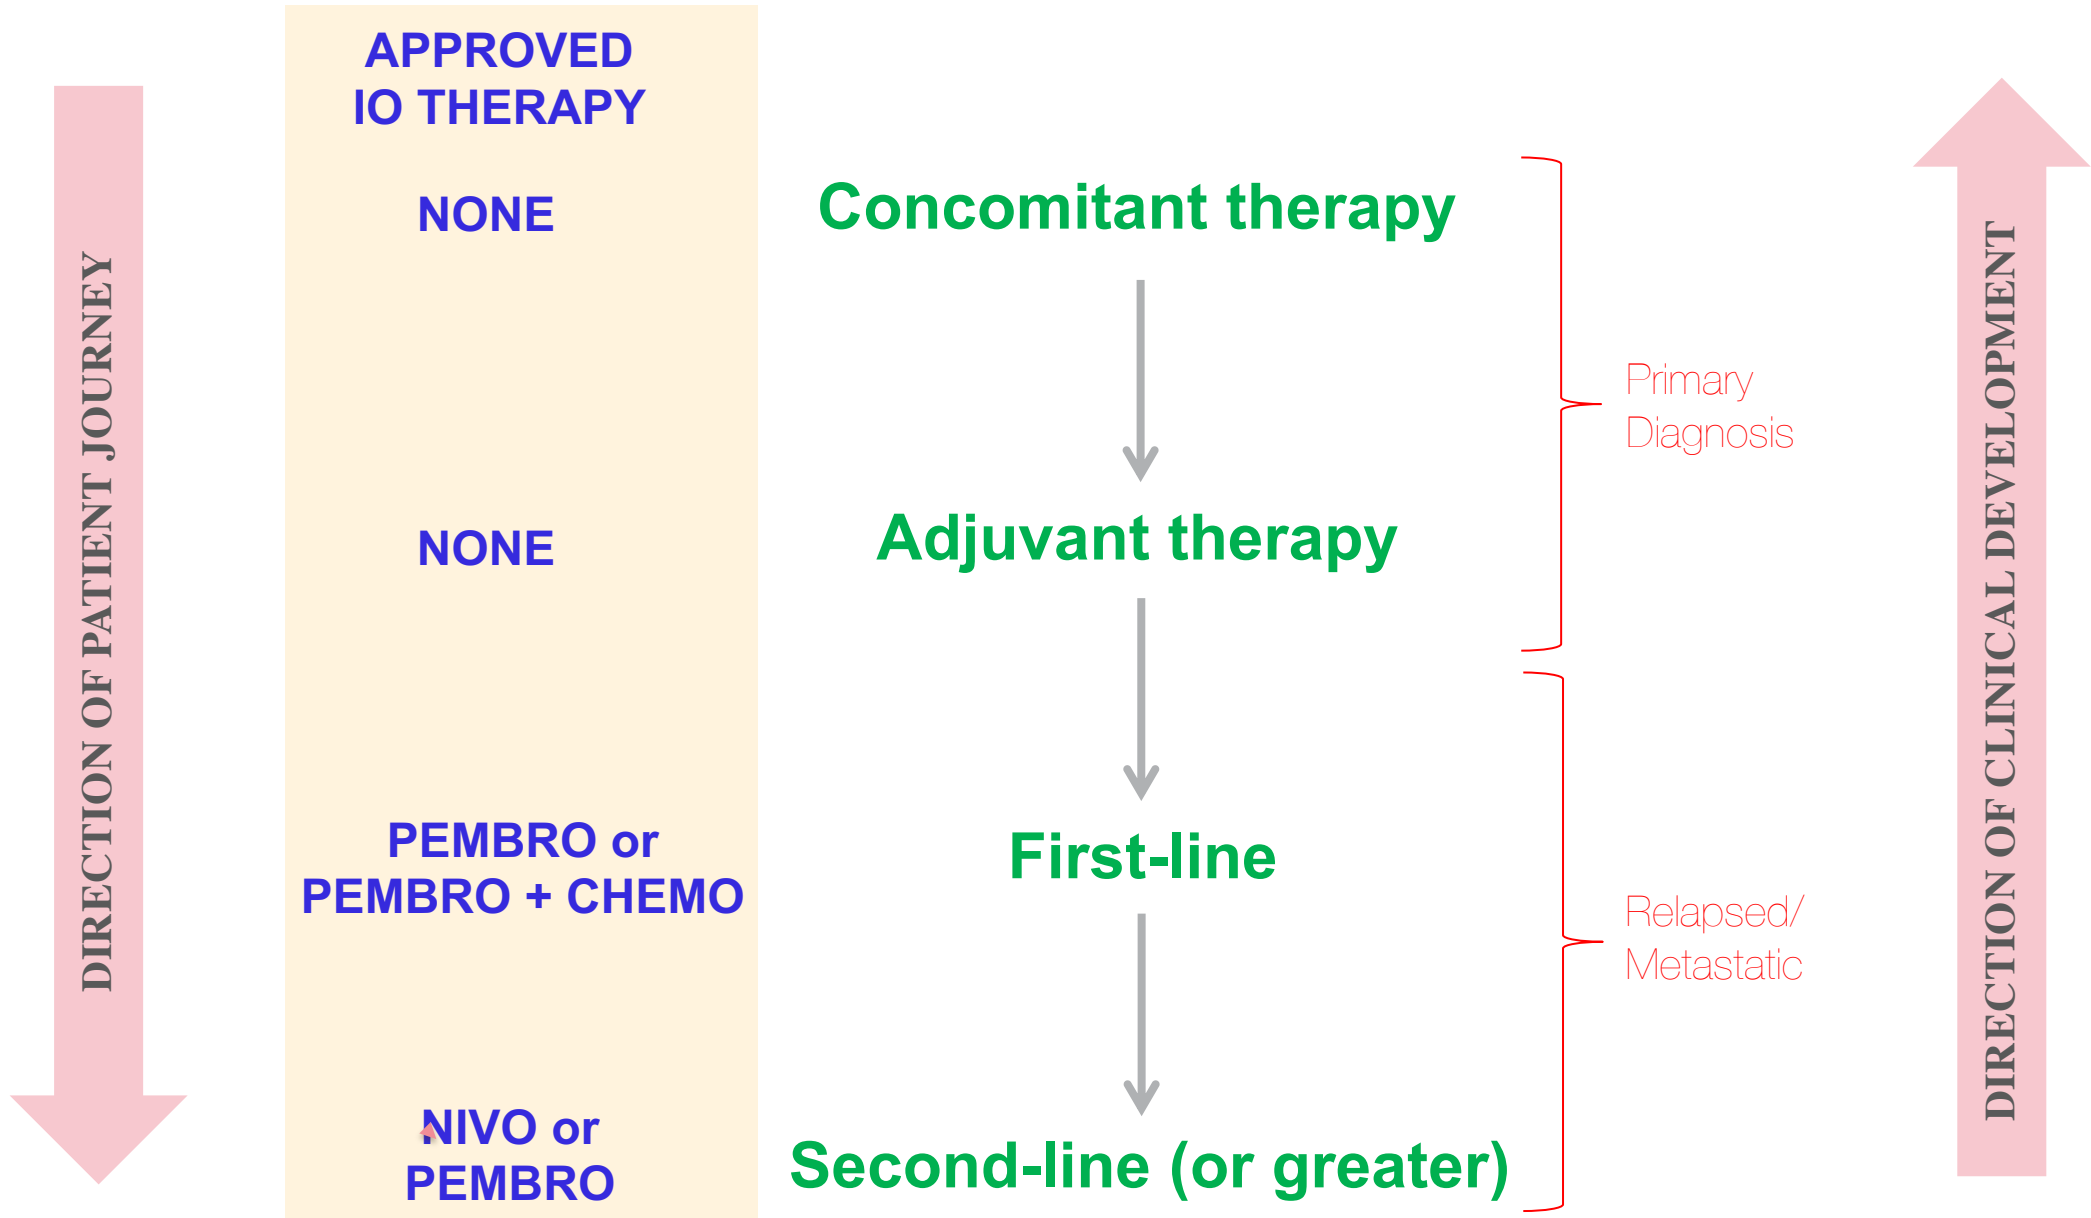 DIRECTION OF PATIENT JOURNEY
APPROVED
IO THERAPY
NONE
Concomitant therapy
NONE
Adjuvant therapy
PEMBRO or
PEMBRO + CHEMO
First-line
NIVO or
PEMBRO
Second-line (or greater)
Primary
Diagnosis
Relapsed/
Metastatic
DIRECTION OF CLINICAL DEVELOPMENT